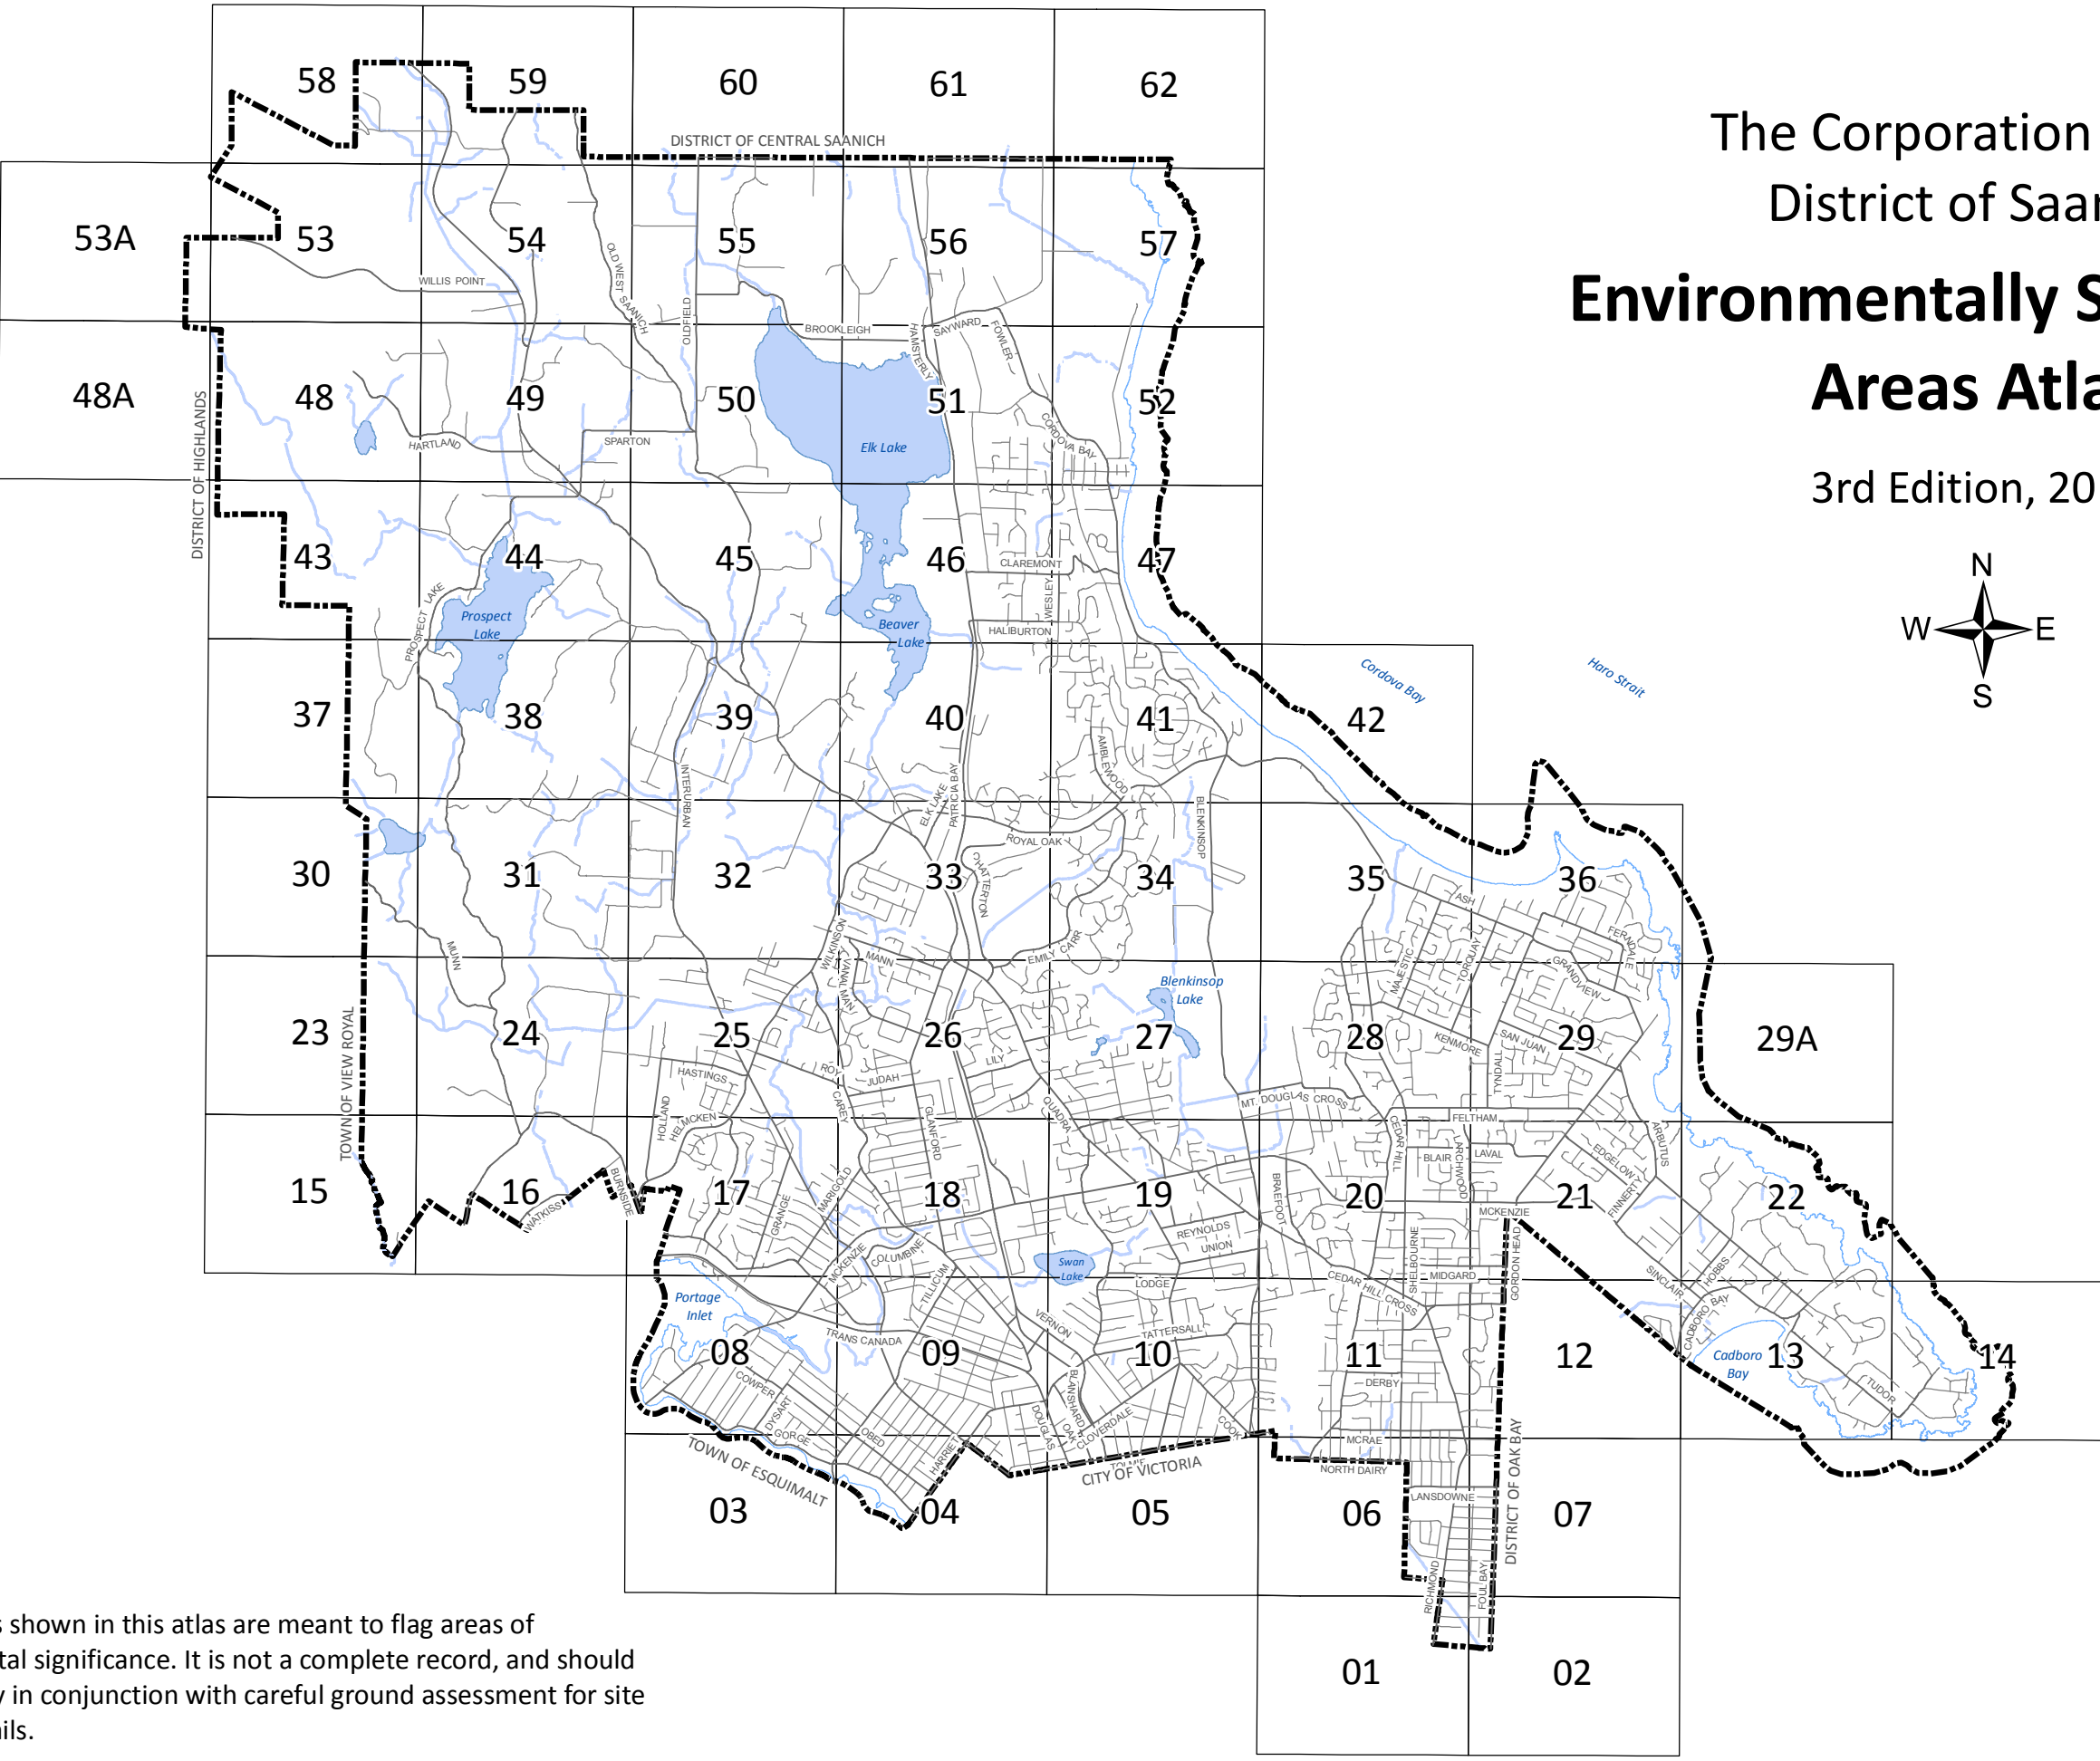 The Corporation
District of Saan
Environmentally S
Areas Atla
3rd Edition, 20
N
W
E
S
58
59
60
61
62
DISTRICT OF CENTRAL SAANICH
53A
53
54
55
56
57
WILLIS POINT
OLD WEST SAANICH
OLDFIELD
BROOKLEIGH
HAMSTERLY
SAYWARD
FOWLER
48A
48
49
50
51
52
DISTRICT OF HIGHLANDS
HARTLAND
SPARTON
Elk Lake
CORDOVA BAY
43
44
45
46
47
CLAREMONT
WESLEY
PROSPECT LAKE
Prospect
Lake
Beaver
Lake
HALIBURTON
Cordova Bay
Haro Strait
37
38
39
40
41
42
INTERURBAN
ELK LAKE
PATRICIA BAY
AMBLEWOOD
BLENKINSOP
ROYAL OAK
CHATTERTON
30
31
32
33
34
35
36
ASH
FERNDALE
MUNN
WILKINSON
MANN
VANALMAN
EMILY CARR
MAJESTIC
TORQUAY
GRANDVIEW
Blenkinsop
Lake
23
24
25
26
27
28
29
29A
TOWN OF VIEW ROYAL
HASTINGS
ROY
JUDAH
LILY
KENMORE
SAN JUAN
TYNDALL
HOLLAND
HELMCKEN
CAREY
GLANFORD
QUADRA
MT. DOUGLAS CROSS
FELTHAM
CEDAR HILL
BLAIR
LARCHWOOD
LAVAL
EDGELOW
ARBUTUS
15
16
17
18
19
20
21
22
WATKISS
BURNSIDE
GRANGE
MARIGOLD
BRAEFOOT
MCKENZIE
FINNERTY
REYNOLDS
UNION
MCKENZIE
COLUMBINE
TILLICUM
Swan
Lake
LODGE
SHELBOURNE
MIDGARD
GORDON HEAD
SINCLAIR
HOBBS
CEDAR HILL CROSS
Portage
Inlet
TRANS CANADA
VERNON
TATTERSALL
CADBORO BAY
08
09
10
11
12
13
14
Cadboro
Bay
COWPER
DYSART
GORGE
OBED
HARRIET
DOUGLAS
BLANSHARD
OAK
CLOVERDALE
COOK
DERBY
MCRAE
TUDOR
TOWN OF ESQUIMALT
TOLMIE
CITY OF VICTORIA
NORTH DAIRY
LANSDOWNE
DISTRICT OF OAK BAY
03
04
05
06
07
RICHMOND
FOUL BAY
01
02
s shown in this atlas are meant to flag areas of
tal significance. It is not a complete record, and should
y in conjunction with careful ground assessment for site
ils.